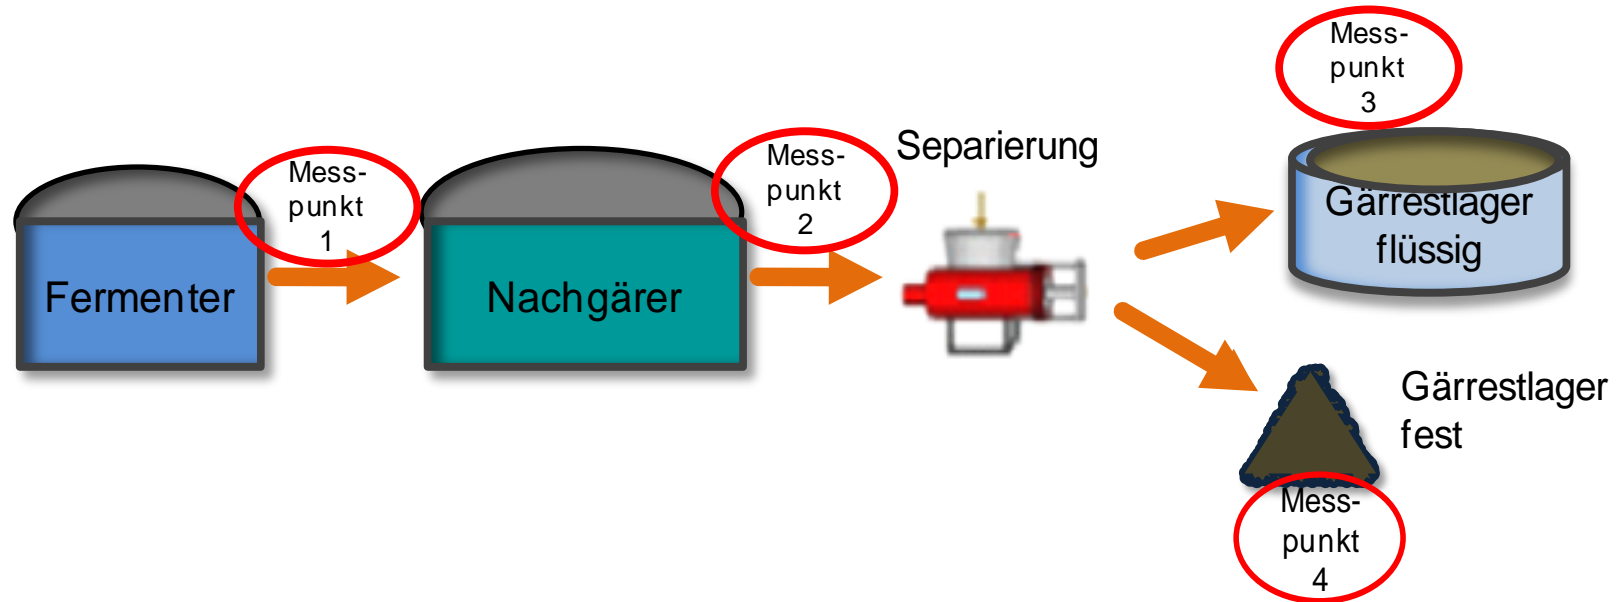 Fermenter
Mess-
punkt
1
Nachgärer
Mess-
punkt
2
Separierung
Mess-
punkt
3
Gärrestlager
flüssig
Gärrestlager
fest
Mess-
punkt
4